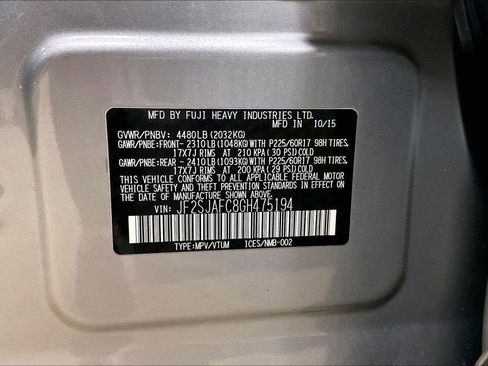 MFD. BY FUJI HEAVY INDUSTRIES LTD.
MFD IN 10/15
GVWR/PNBV: 4480LB (2032KG)
GAWR/PNBE:FRONT- 2310LB (1048KG)WITH P225/60R17 98H TIRES,
17X7J RIMS AT 210 KPA( 30 PSI)COLD
GAWR/PNBE:REAR - 2410LB (1093KG)WITH P225/60R17 98H TIRES,
17X7J RIMS AT 200 KPA( 29 PSI)COLD
THIS VEHICLE CONFORMS TO ALL APPLICABLE FEDERAL MOTOR
VEHICLE SAFETY AND THEFT PREVENTION STANDARDS IN EFFECT
ON THE DATE OF MANUFACTURE SHOWN ABOVE.
VIN: JF2SJAFC8GH475194
TYPE:MPV/VTUM ICES/NMB-002